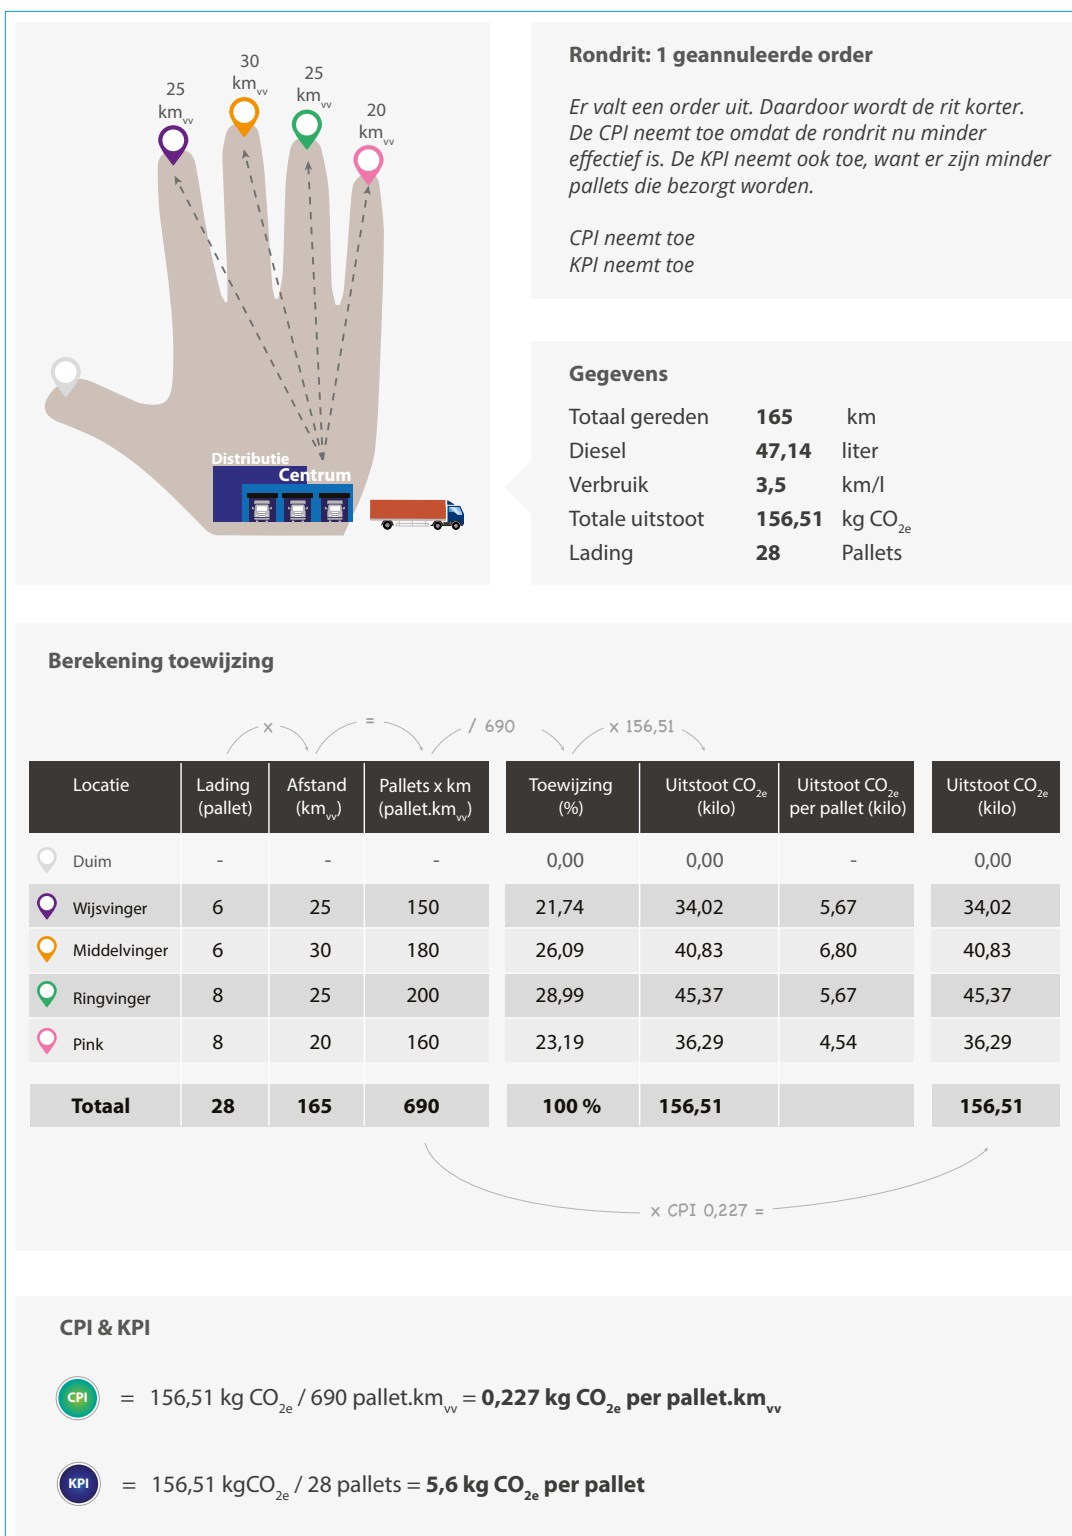 25
km vv
30
km vv
25
km vv
20
km vv
Distributie
Centrum
Rondrit: 1 geannuleerde order
Er valt een order uit. Daardoor wordt de rit korter.
De CPI neemt toe omdat de rondrit nu minder
effectief is. De KPI neemt ook toe, want er zijn minder
pallets die bezorgt worden.
CPI neemt toe
KPI neemt toe
Gegevens
Totaal gereden 165 km
Diesel 47,14 liter
Verbruik 3,5 km/l
Totale uitstoot 156,51 kg CO2e
Lading 28 Pallets
Berekening toewijzing
x = / 690 x 156,51
Locatie Lading (pallet) Afstand (km vv) Pallets x km (pallet.km vv) Toewijzing (%) Uitstoot CO2e (kilo) Uitstoot CO2e per pallet (kilo) Uitstoot CO2e (kilo)
Duim - - - 0,00 0,00 - 0,00
Wijsvinger 6 25 150 21,74 34,02 5,67 34,02
Middelvinger 6 30 180 26,09 40,83 6,80 40,83
Ringvinger 8 25 200 28,99 45,37 5,67 45,37
Pink 8 20 160 23,19 36,29 4,54 36,29
Totaal 28 165 690 100 % 156,51 156,51
x CPI 0,227 =
CPI & KPI
CPI = 156,51 kg CO2e / 690 pallet.km vv = 0,227 kg CO2e per pallet.km vv
KPI = 156,51 kgCO2e / 28 pallets = 5,6 kg CO2e per pallet